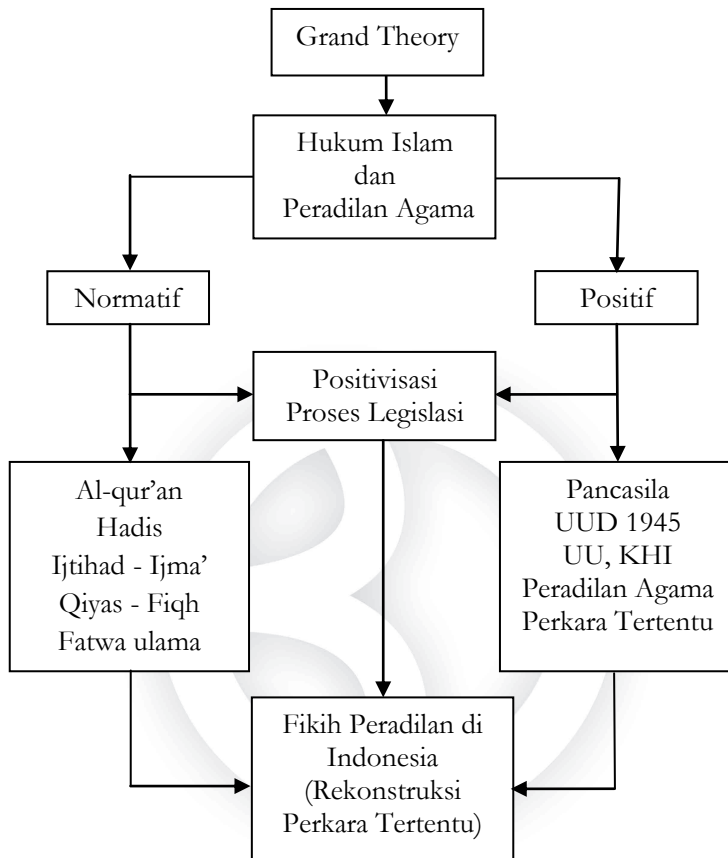 Grand Theory
Hukum Islam
dan
Peradilan Agama
Normatif
Positif
Positivisasi
Proses Legislasi
Al-qur’an
Hadis
Ijtihad - Ijma’
Qiyas - Fiqh
Fatwa ulama
Pancasila
UUD 1945
UU, KHI
Peradilan Agama
Perkara Tertentu
Fikih Peradilan di
Indonesia
(Rekonstruksi
Perkara Tertentu)